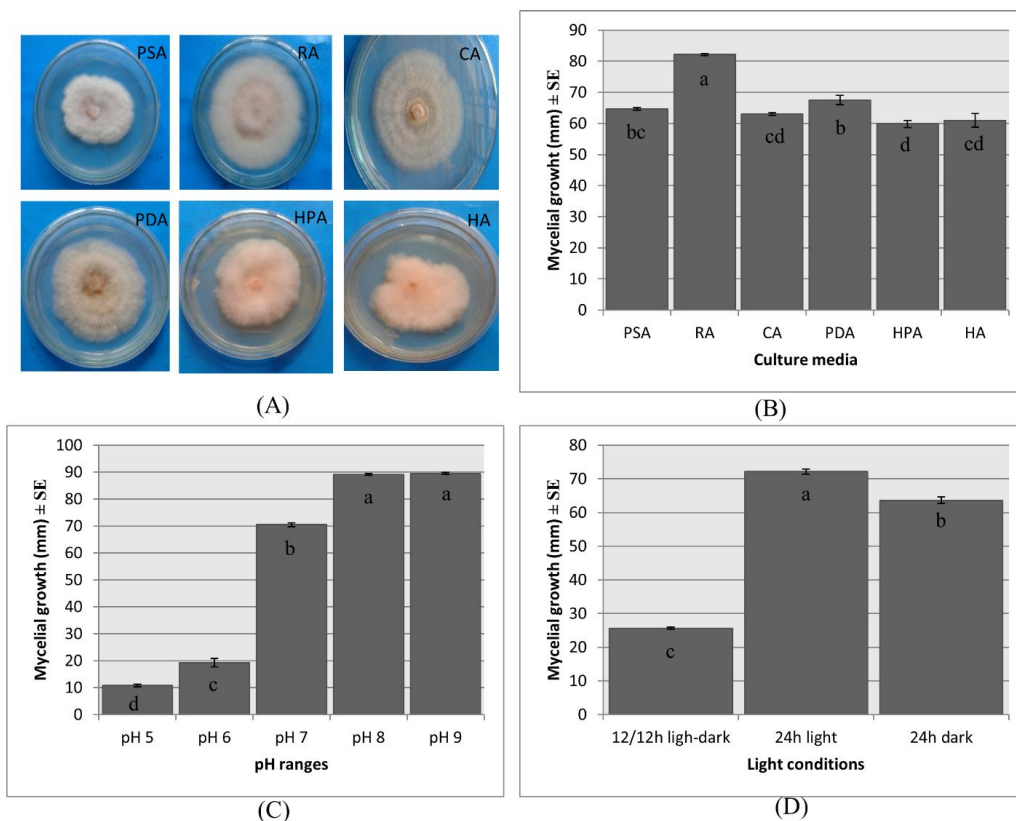 PSA
RA
CA
PDA
HPA
HA
(A)
Mycelial growht (mm) ± SE
90
80
70
60
50
40
30
20
10
0
bc
a
cd
b
d
cd
PSA RA CA PDA HPA HA
Culture media
(B)
Mycelial growth (mm) ± SE
100
90
80
70
60
50
40
30
20
10
0
d
c
b
a
a
pH 5 pH 6 pH 7 pH 8 pH 9
pH ranges
(C)
Mycelial growth (mm) ± SE
80
70
60
50
40
30
20
10
0
c
a
b
12/12h ligh-dark 24h light 24h dark
Light conditions
(D)